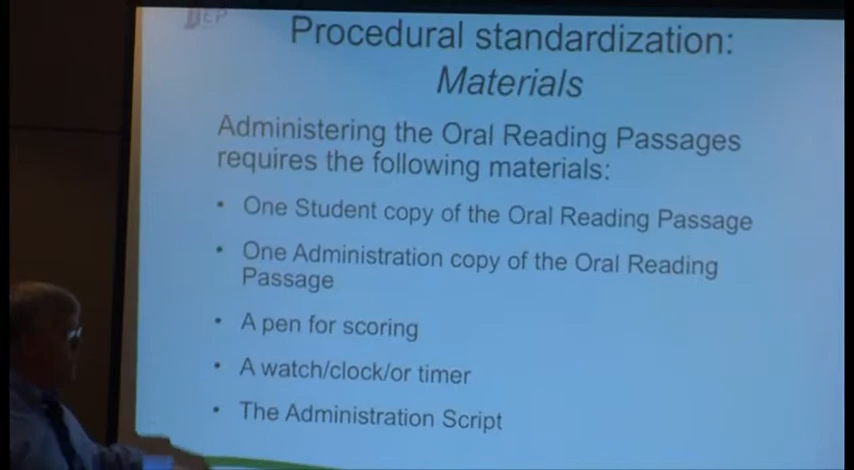 Procedural standardization:
Materials
Administering the Oral Reading Passages
requires the following materials:
• One Student copy of the Oral Reading Passage
• One Administration copy of the Oral Reading
Passage
• A pen for scoring
• A watch/clock/or timer
• The Administration Script